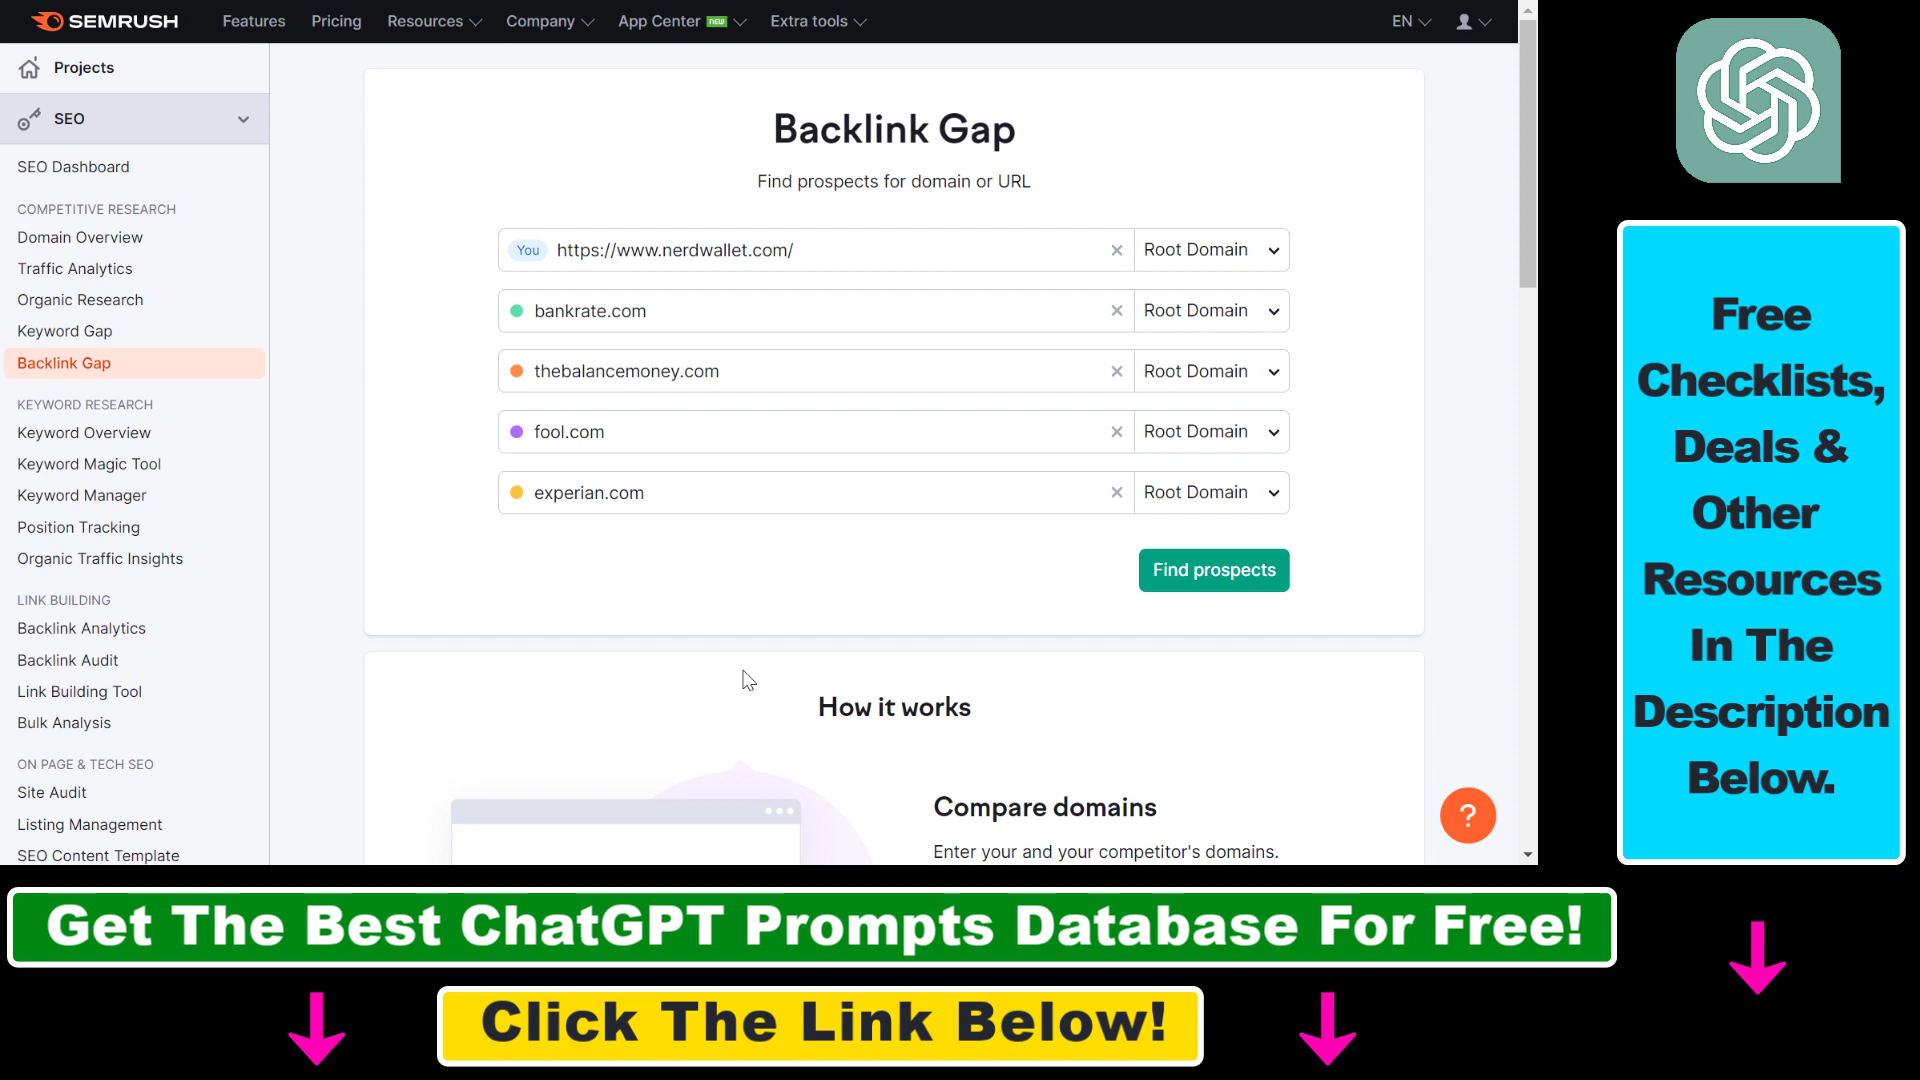 SEMRUSH
Features
Pricing
Resources
Company
App Center new
Extra tools
EN
Projects
SEO
SEO Dashboard
COMPETITIVE RESEARCH
Domain Overview
Traffic Analytics
Organic Research
Keyword Gap
Backlink Gap
KEYWORD RESEARCH
Keyword Overview
Keyword Magic Tool
Keyword Manager
Position Tracking
Organic Traffic Insights
LINK BUILDING
Backlink Analytics
Backlink Audit
Link Building Tool
Bulk Analysis
ON PAGE & TECH SEO
Site Audit
Listing Management
SEO Content Template
Backlink Gap
Find prospects for domain or URL
You https://www.nerdwallet.com/ Root Domain
bankrate.com Root Domain
thebalancemoney.com Root Domain
fool.com Root Domain
experian.com Root Domain
Find prospects
How it works
Compare domains
Enter your and your competitor's domains.
?
Free
Checklists,
Deals &
Other
Resources
In The
Description
Below.
Get The Best ChatGPT Prompts Database For Free!
Click The Link Below!